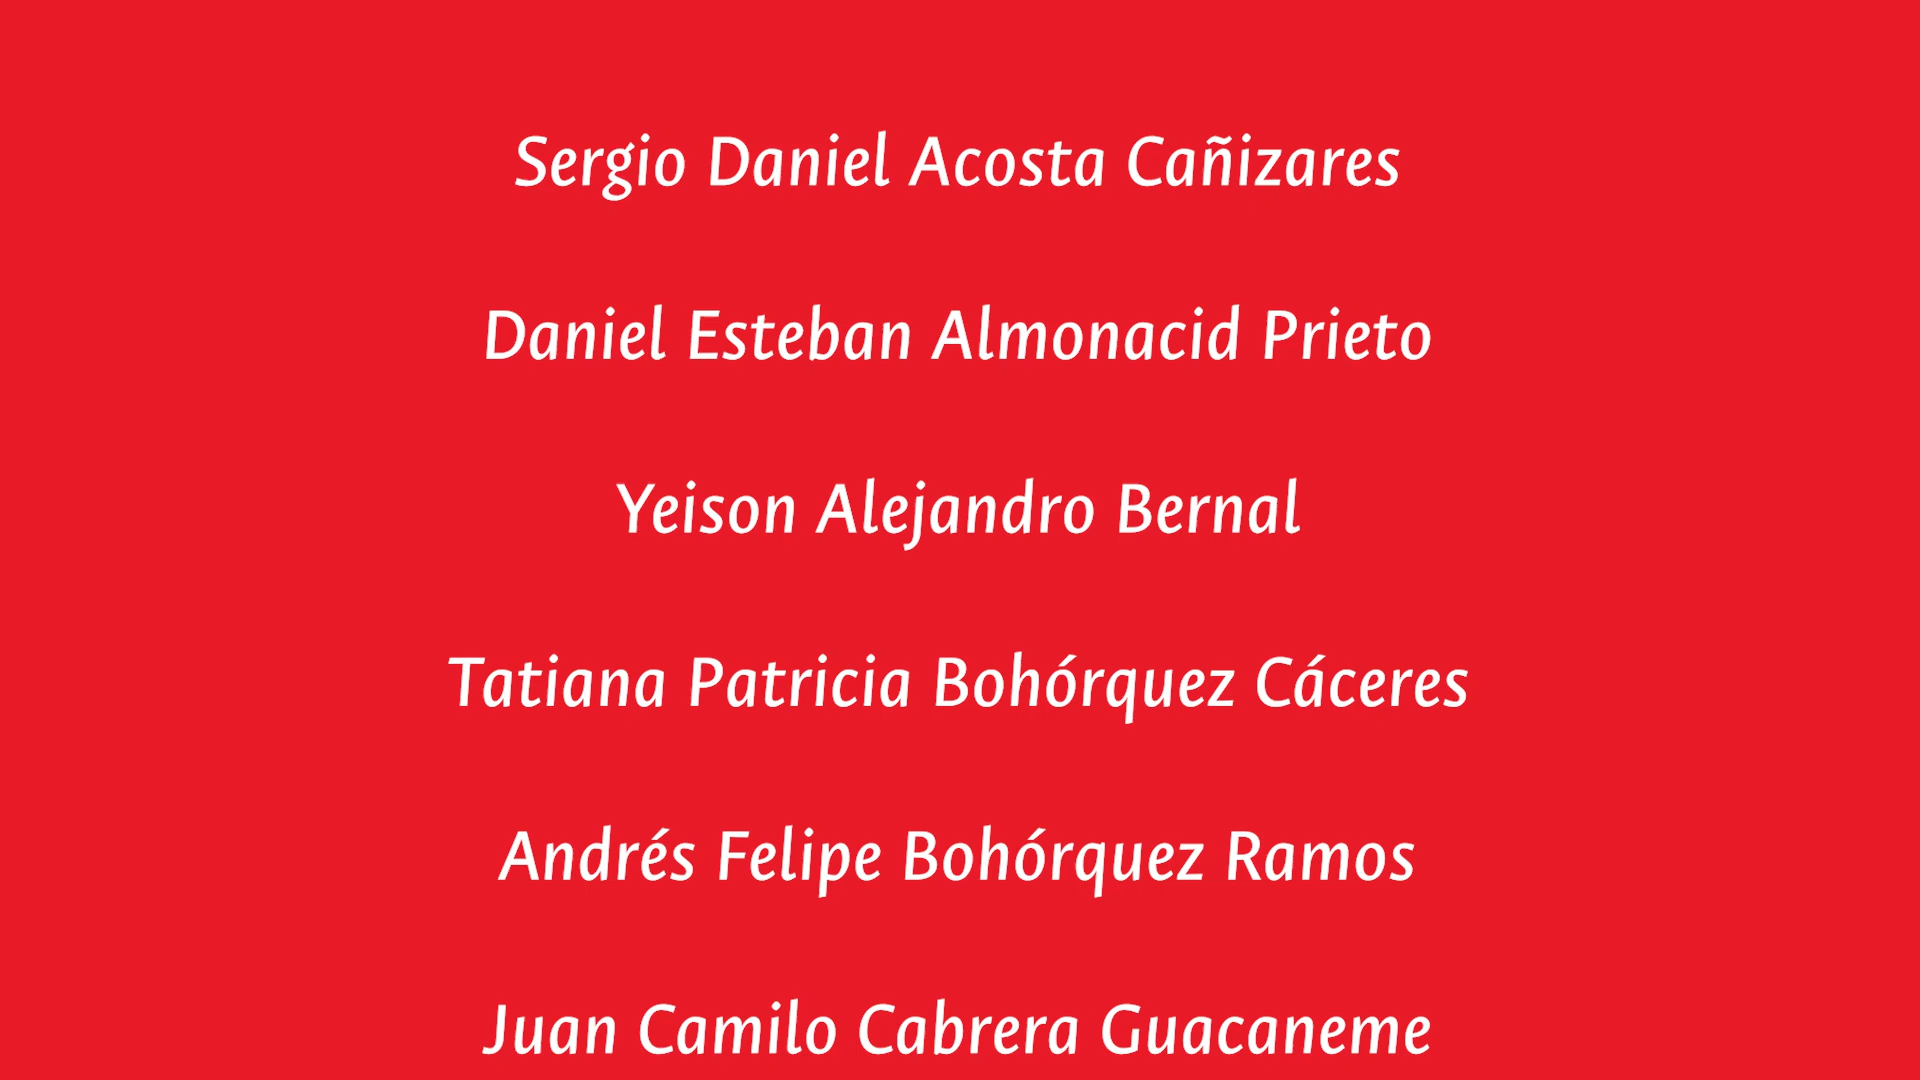 Sergio Daniel Acosta Cañizares
Daniel Esteban Almonacid Prieto
Yeison Alejandro Bernal
Tatiana Patricia Bohórquez Cáceres
Andrés Felipe Bohórquez Ramos
Juan Camilo Cabrera Guacaneme